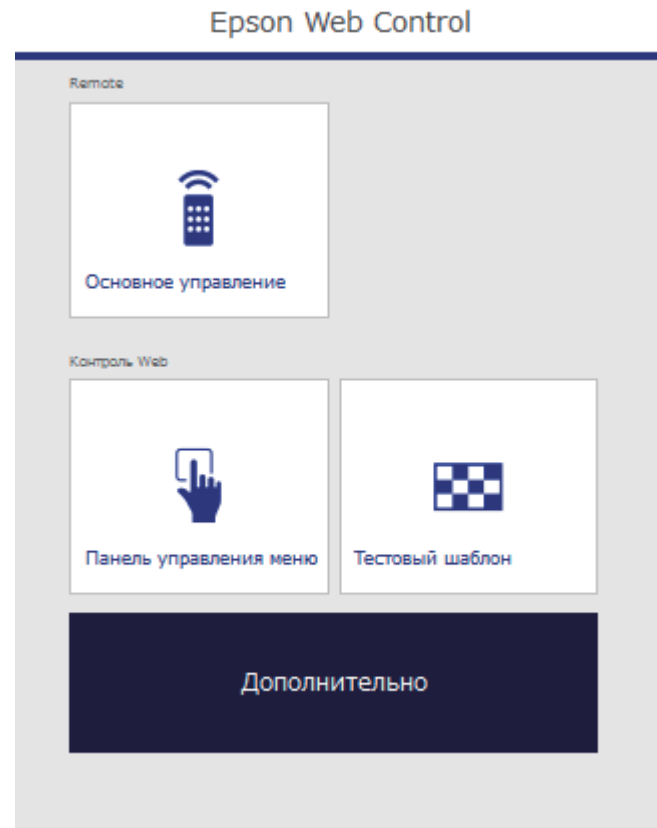 Epson Web Control
Remote
Основное управление
Контроль Web
Панель управления меню
Тестовый шаблон
Дополнительно